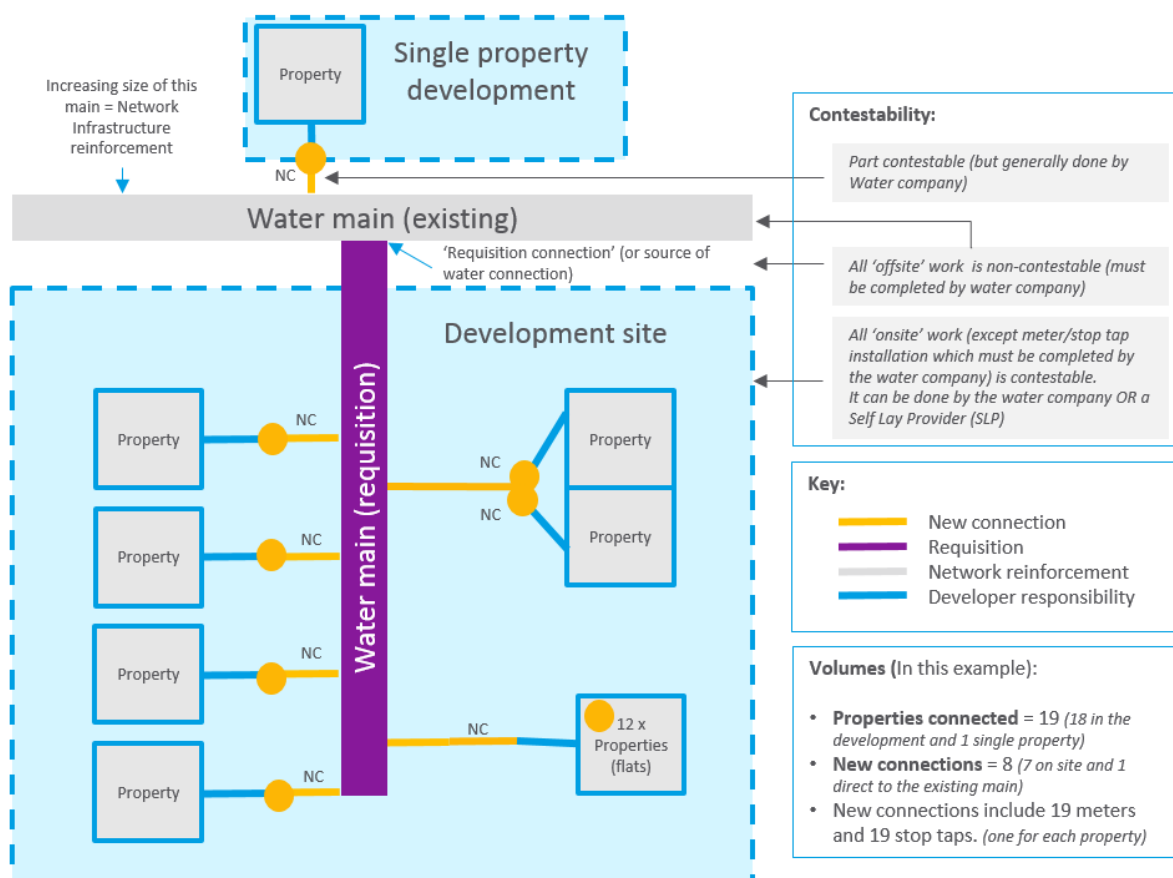 Single property
development
Property
Increasing size of this
main = Network
Infrastructure
reinforcement
NC
Water main (existing)
'Requisition connection' (or source of
water connection)
Development site
Water main (requisition)
Property
NC
Property
NC
Property
NC
Property
NC
NC
Property
NC
Property
NC
12 x
Properties
(flats)
Contestability:
Part contestable (but generally done by
Water company)
All 'offsite' work is non-contestable (must
be completed by water company)
All 'onsite' work (except meter/stop tap
installation which must be completed by
the water company) is contestable.
It can be done by the water company OR a
Self Lay Provider (SLP)
Key:
New connection
Requisition
Network reinforcement
Developer responsibility
Volumes (In this example):
• Properties connected = 19 (18 in the
development and 1 single property)
• New connections = 8 (7 on site and 1
direct to the existing main)
• New connections include 19 meters
and 19 stop taps. (one for each property)